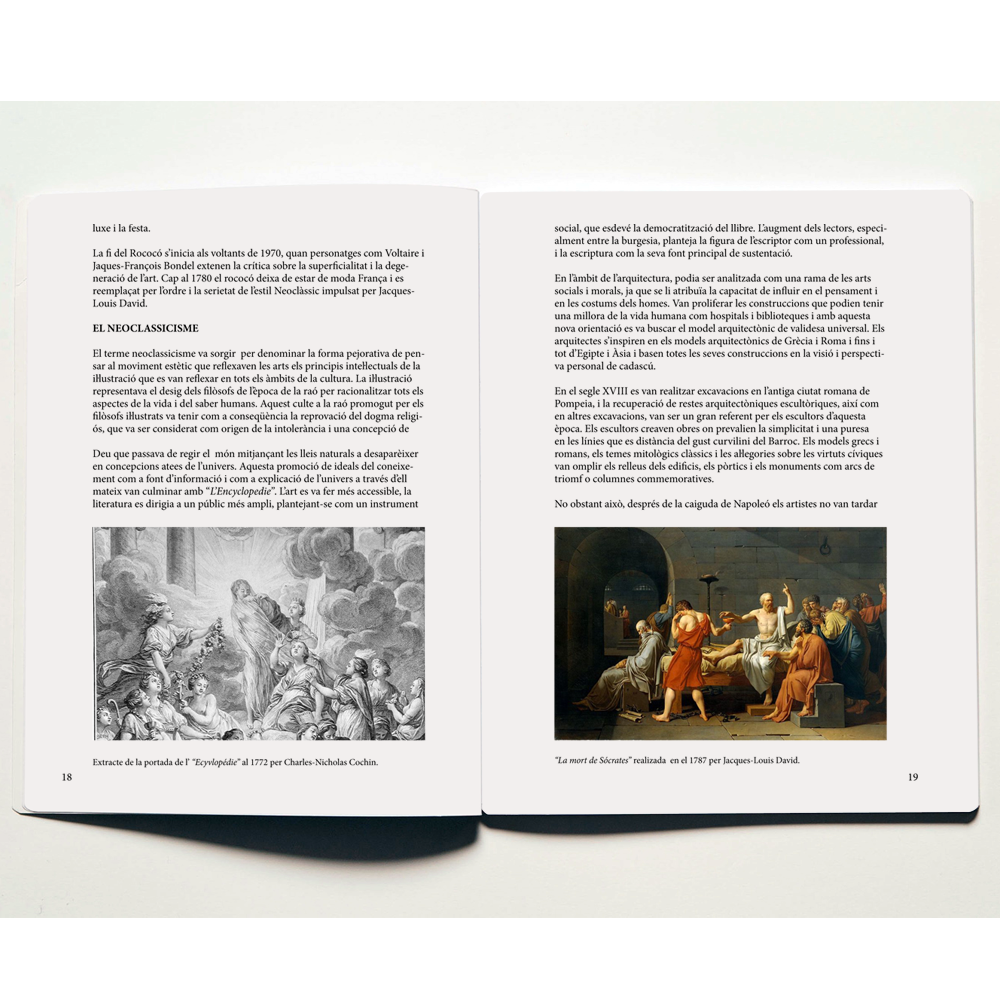 luxe i la festa.
La fi del Rococó s'inicia als voltants de 1970, quan personatges com Voltaire i
Jaques-François Bondel extenen la crítica sobre la superficialitat i la dege-
neració de l'art. Cap al 1780 el rococó deixa de estar de moda França i es
reemplaçat per l'ordre i la serietat de l'estil Neoclàssic impulsat per Jacques-
Louis David.
EL NEOCLASSICISME
El terme neoclassicisme va sorgir per denominar la forma pejorativa de pen-
sar al moviment estètic que reflexaven les arts els principis intel·lectuals de la
il·lustració que es van reflexar en tots els àmbits de la cultura. La il·lustració
representava el desig dels filòsofs de l'època de la raó per racionalitzar tots els
aspectes de la vida i del saber humans. Aquest culte a la raó promogut per els
filòsofs il·lustrats va tenir com a conseqüència la reprovació del dogma religi-
ós, que va ser considerat com origen de la intolerància i una concepció de
Deu que passava de regir el món mitjançant les lleis naturals a desaparèixer
en concepcions atees de l'univers. Aquesta promoció de ideals del coneixe-
ment com a font d'informació i com a explicació de l'univers a través d'ell
mateix van culminar amb "L'Encyclopedie". L'art es va fer més accessible, la
literatura es dirigia a un públic més ampli, plantejant-se com un instrument
Extracte de la portada de l' "Ecyvlopédie" al 1772 per Charles-Nicholas Cochin.
18
social, que esdevé la democratització del llibre. L'augment dels lectors, especi-
alment entre la burgesia, planteja la figura de l'escriptor com un professional,
i la escriptura com la seva font principal de sustentació.
En l'àmbit de l'arquitectura, podia ser analitzada com una rama de les arts
socials i morals, ja que se li atribuïa la capacitat de influir en el pensament i
en les costums dels homes. Van proliferar les construccions que podien tenir
una millora de la vida humana com hospitals i biblioteques i amb aquesta
nova orientació es va buscar el model arquitectònic de validesa universal. Els
arquitectes s'inspiren en els models arquitectònics de Grècia i Roma i fins i
tot d'Egipte i Àsia i basen totes les seves construccions en la visió i perspecti-
va personal de cadascú.
En el segle XVIII es van realitzar excavacions en l'antiga ciutat romana de
Pompeia, i la recuperació de restes arquitectòniques escultòriques, així com
en altres excavacions, van ser un gran referent per els escultors d'aquesta
època. Els escultors creaven obres on prevalien la simplicitat i una puresa
en les línies que es distància del gust curvilini del Barroc. Els models grecs i
romans, els temes mitològics clàssics i les al·legories sobre les virtuts cíviques
van omplir els relleus dels edificis, els pòrtics i els monuments com arcs de
triomf o columnes commemoratives.
No obstant això, després de la caiguda de Napoleó els artistes no van tardar
"La mort de Sòcrates" realizada en el 1787 per Jacques-Louis David.
19